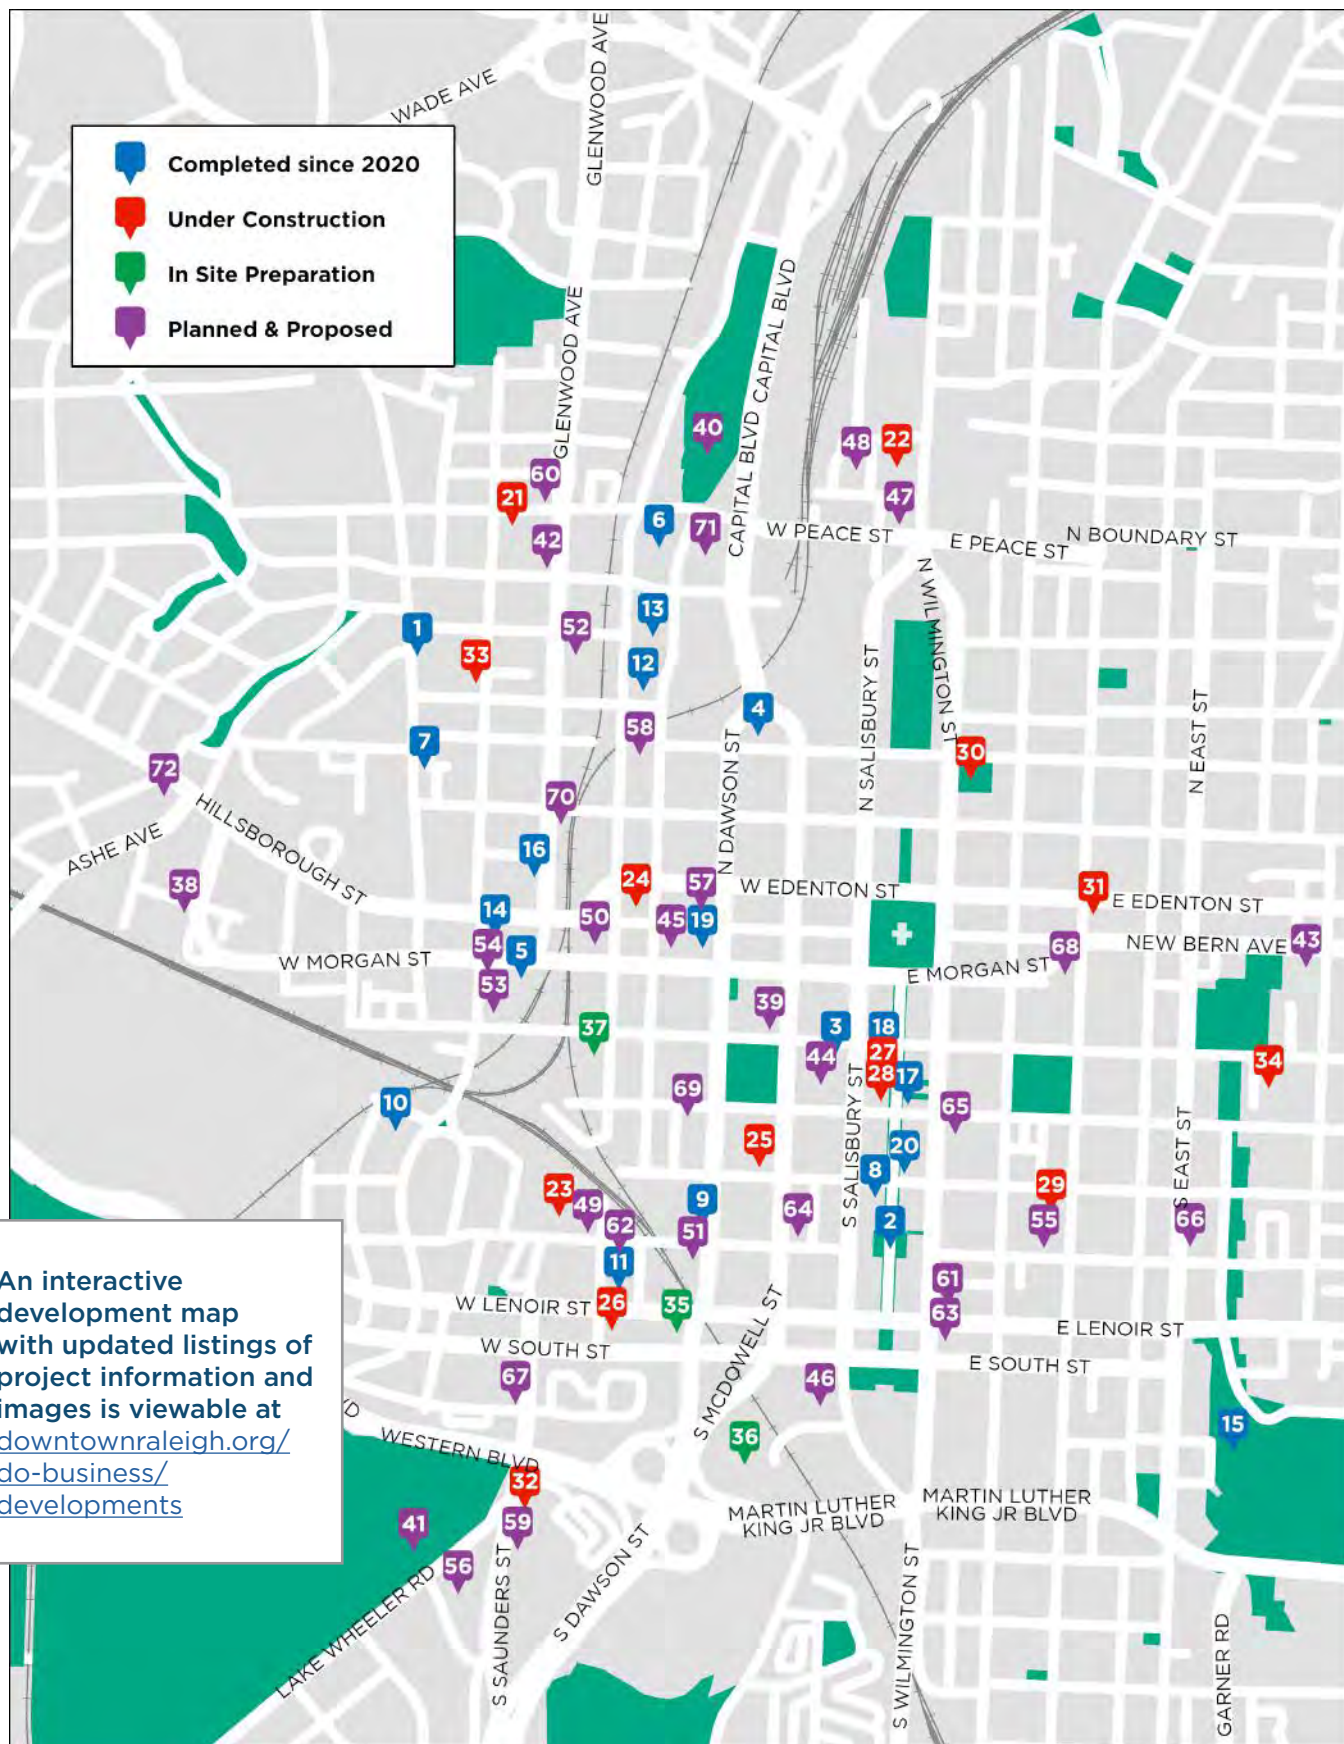 WADE AVE
GLENWOOD AVE
Completed since 2020
Under Construction
In Site Preparation
Planned & Proposed
CAPITAL BLVD
GLENWOOD AVE
CAPITAL BLVD
40
48
22
60
21
47
6
71
42
W PEACE ST
E PEACE ST
N BOUNDARY ST
N WILMINGTON ST
13
1
52
33
12
N SALISBURY ST
4
58
7
N DAWSON ST
30
N EAST ST
72
70
HILLSBOROUGH ST
ASHE AVE
16
38
24
57
W EDENTON ST
31
E EDENTON ST
14
50
45
19
54
5
W MORGAN ST
68
NEW BERN AVE
43
E MORGAN ST
53
39
37
3
18
44
27
28
17
34
69
S SALISBURY ST
65
10
25
20
S EAST ST
8
23
49
9
29
62
51
64
2
55
66
11
61
W LENOIR ST
26
35
63
E LENOIR ST
W SOUTH ST
E SOUTH ST
S MCDOWELL ST
67
46
36
15
VD
WESTERN BLVD
32
MARTIN LUTHER
KING JR BLVD
MARTIN LUTHER
KING JR BLVD
41
59
56
LAKE WHEELER RD
S SAUNDERS ST
S DAWSON ST
S WILMINGTON ST
GARNER RD
An interactive
development map
with updated listings of
project information and
images is viewable at
downtownraleigh.org/
do-business/
developments